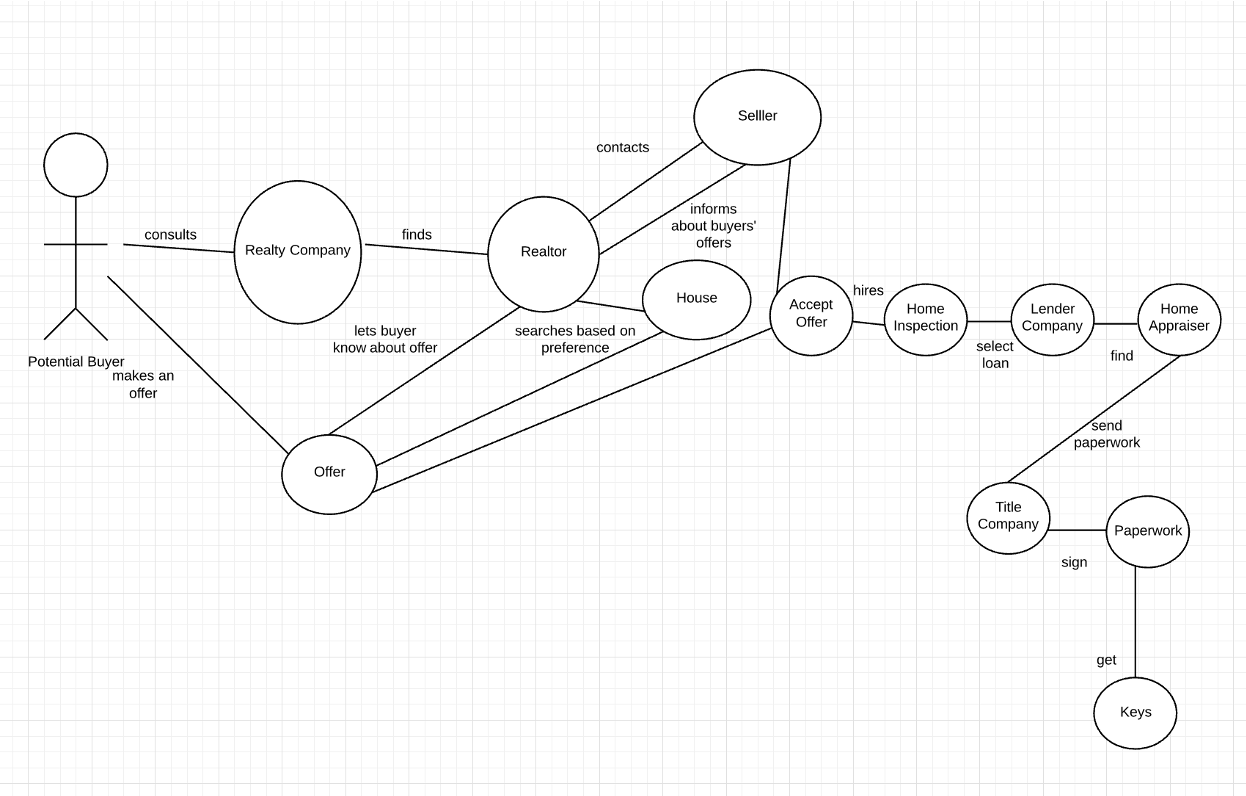 Selller
contacts
informs
about buyers'
offers
consults
Realty Company
finds
Realtor
House
Accept
Offer
hires
Home
Inspection
Lender
Company
Home
Appraiser
select
loan
find
lets buyer
know about offer
searches based on
preference
Potential Buyer
makes an
offer
Offer
send
paperwork
Title
Company
Paperwork
sign
get
Keys